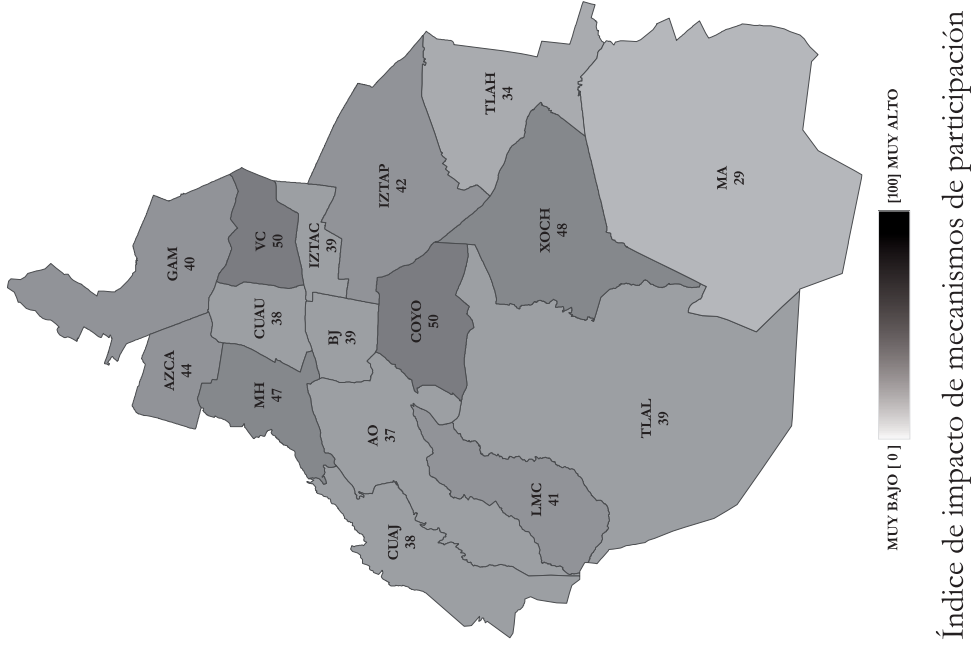 GAM
40
AZCA
44
VC
50
CUAU
38
MH
47
IZTAC
39
BJ
39
IZTAP
42
TLAH
34
COYO
50
AO
37
CUAJ
38
XOCH
48
LMC
41
TLAL
39
MA
29
MUY BAJO [ 0 ] [100] MUY ALTO
Índice de impacto de mecanismos de participación